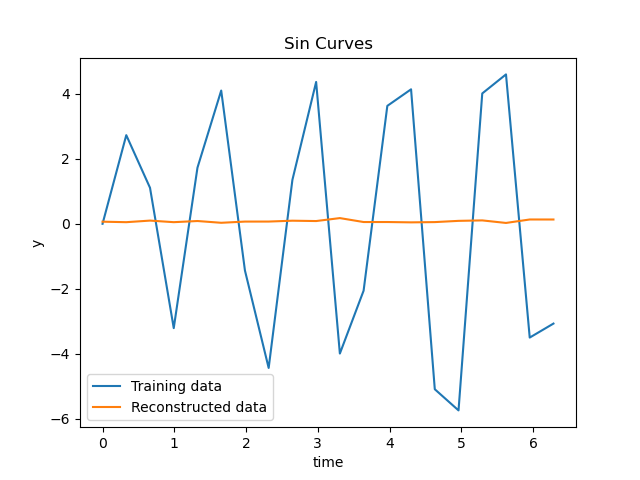 Sin Curves
y
4
2
0
−2
−4
−6
Training data
Reconstructed data
0 1 2 3 4 5 6
time